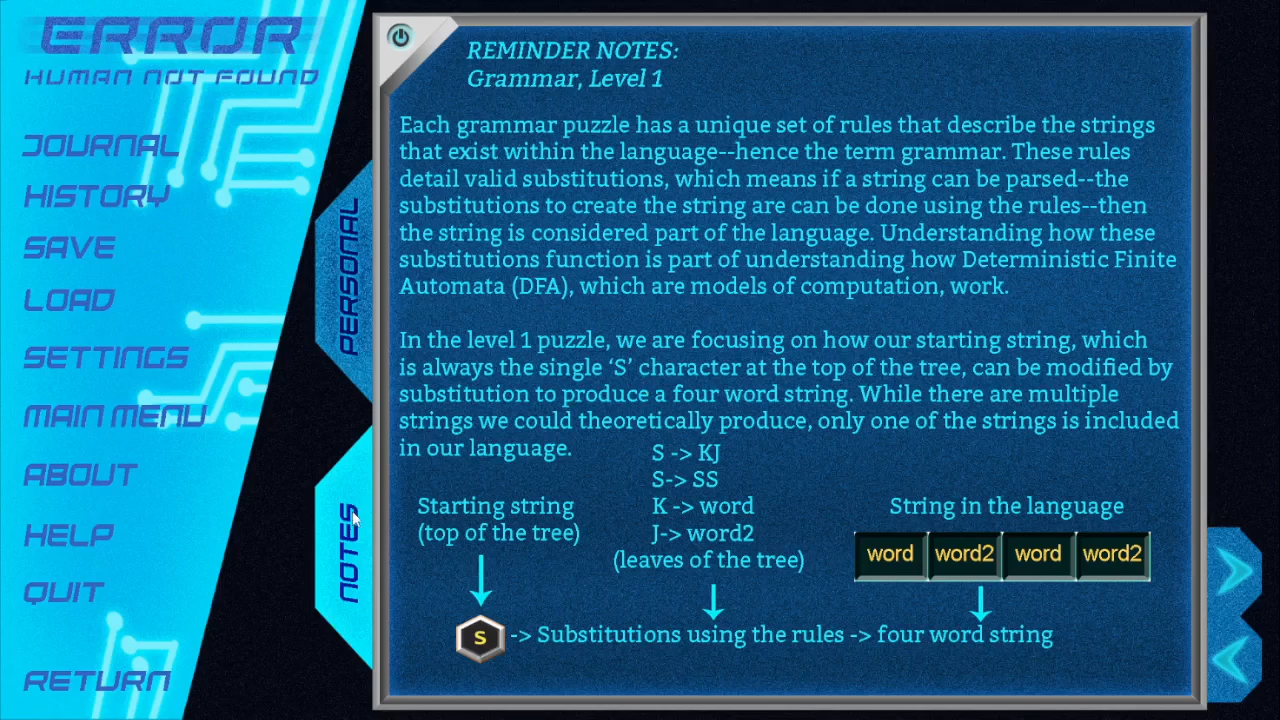 ERROR
HUMAN NOT FOUND
JOURNAL
HISTORY
SAVE
LOAD
SETTINGS
MAIN MENU
ABOUT
HELP
QUIT
RETURN
PERSONAL
NOTES
REMINDER NOTES:
Grammar, Level 1
Each grammar puzzle has a unique set of rules that describe the strings
that exist within the language--hence the term grammar. These rules
detail valid substitutions, which means if a string can be parsed--the
substitutions to create the string are can be done using the rules--then
the string is considered part of the language. Understanding how these
substitutions function is part of understanding how Deterministic Finite
Automata (DFA), which are models of computation, work.
In the level 1 puzzle, we are focusing on how our starting string, which
is always the single ‘S’ character at the top of the tree, can be modified by
substitution to produce a four word string. While there are multiple
strings we could theoretically produce, only one of the strings is included
in our language.
S -> KJ
S-> SS
K -> word
J-> word2
(leaves of the tree)
Starting string
(top of the tree)
String in the language
word word2 word word2
S -> Substitutions using the rules -> four word string